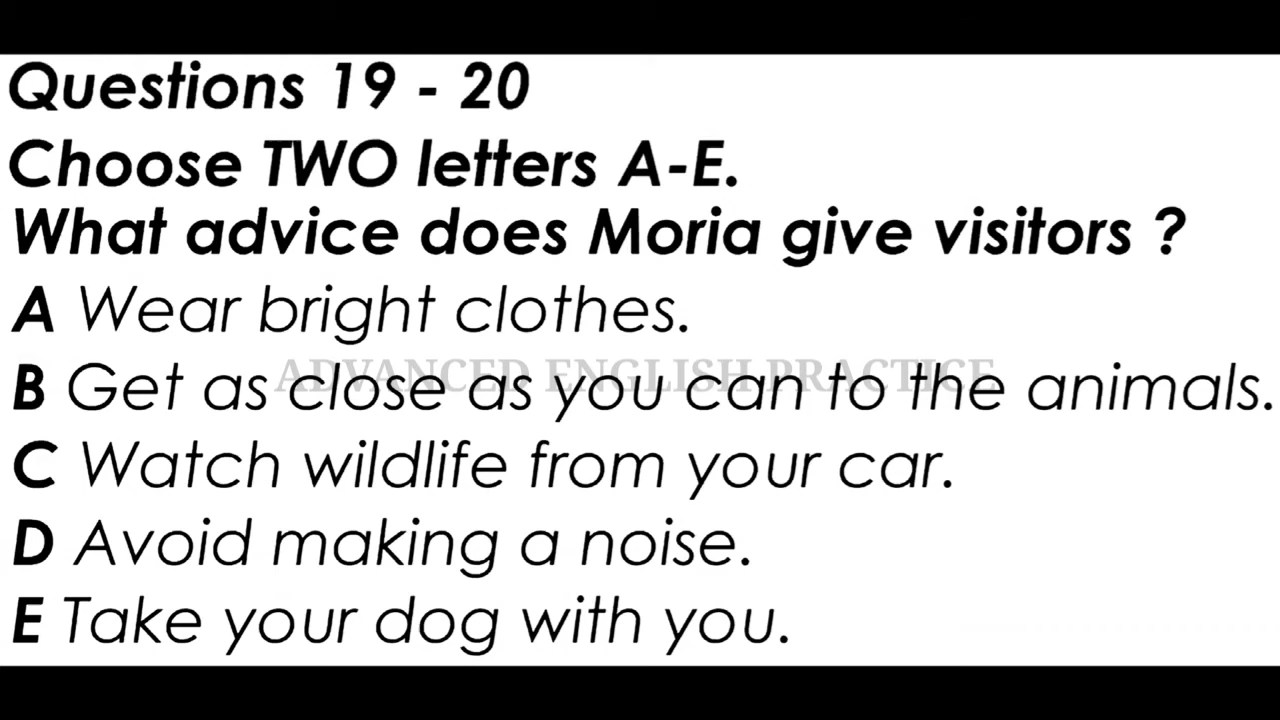 Questions 19 - 20
Choose TWO letters A-E.
What advice does Moria give visitors ?
A Wear bright clothes.
ADVANCED ENGLISH PRACTICE
B Get as close as you can to the animals.
C Watch wildlife from your car.
D Avoid making a noise.
E Take your dog with you.